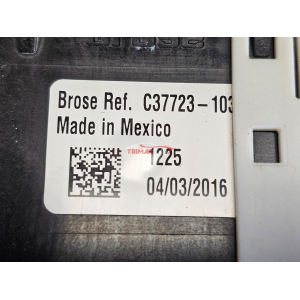 Brose Ref. C37723-103
Made in Mexico
1225
04/03/2016